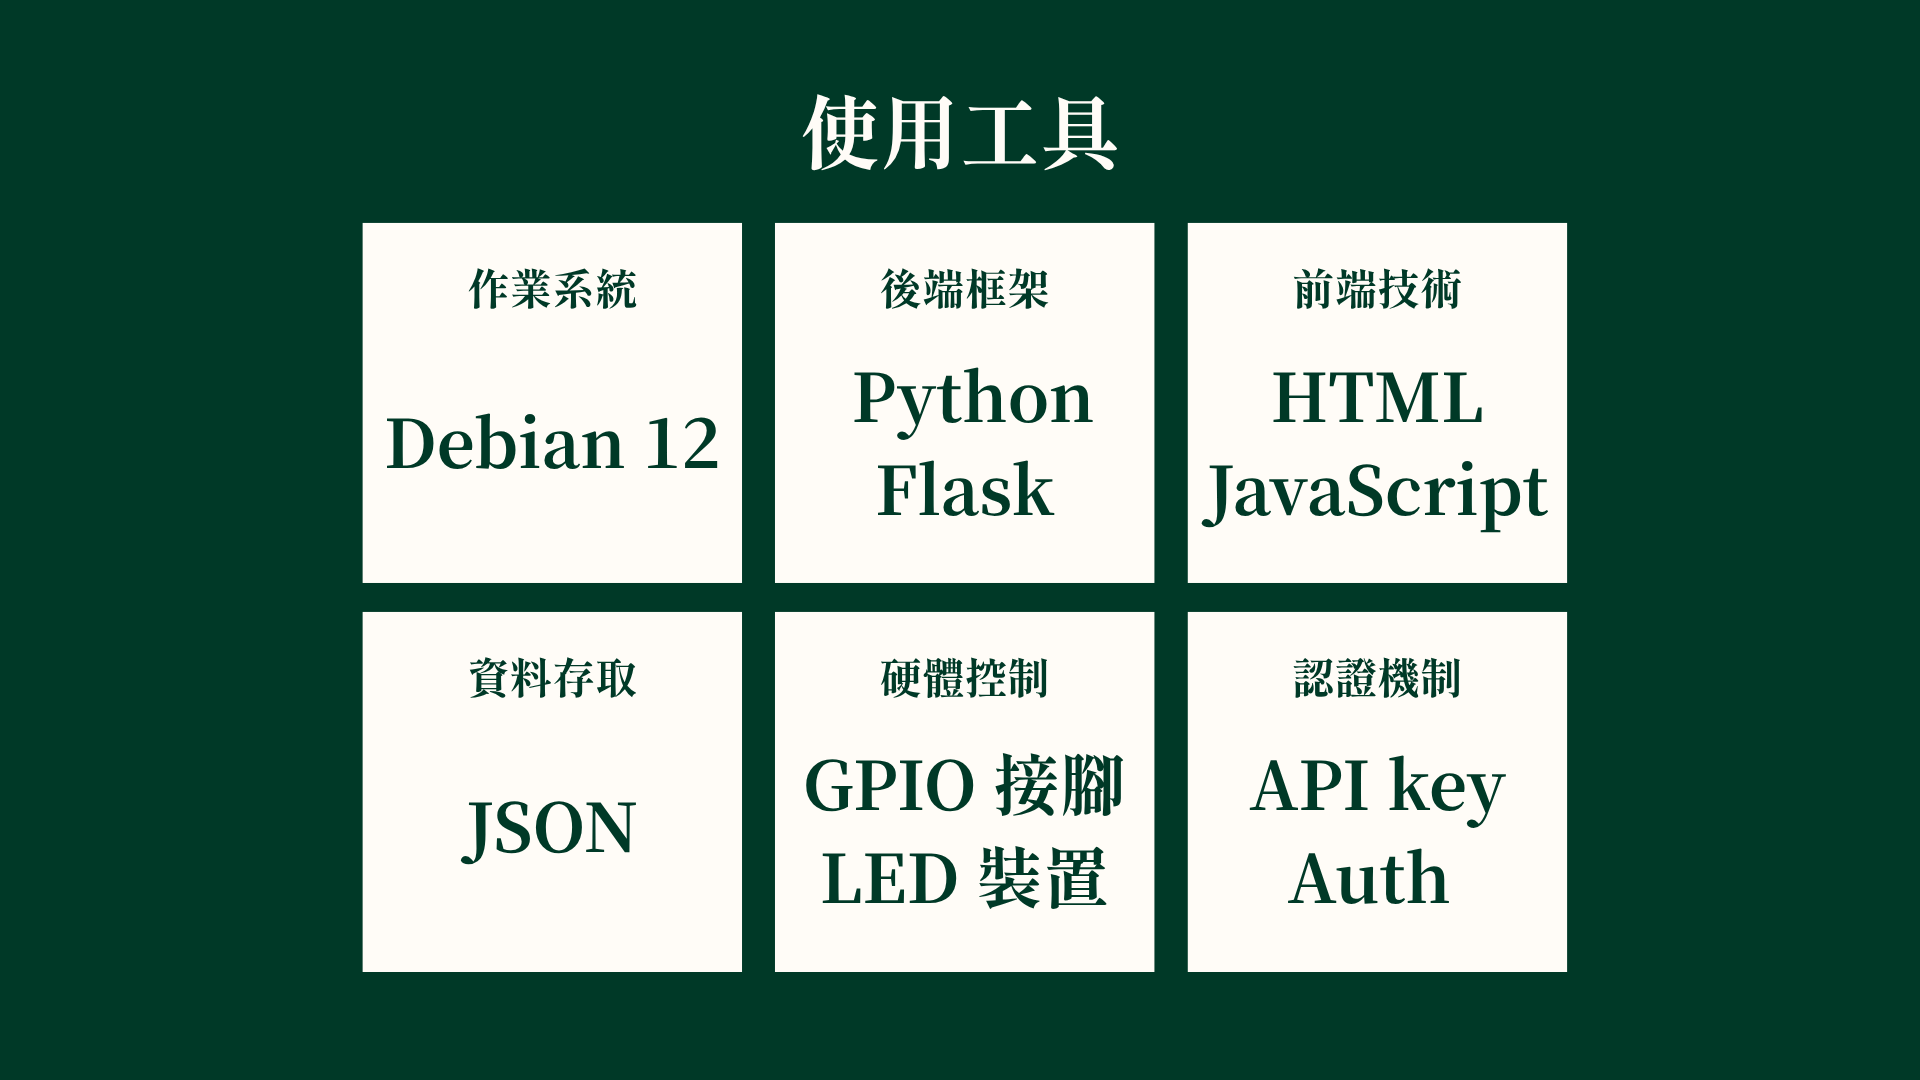 使用工具
作業系統
Debian 12
後端框架
Python
Flask
前端技術
HTML
JavaScript
資料存取
JSON
硬體控制
GPIO 接腳
LED 裝置
認證機制
API key
Auth